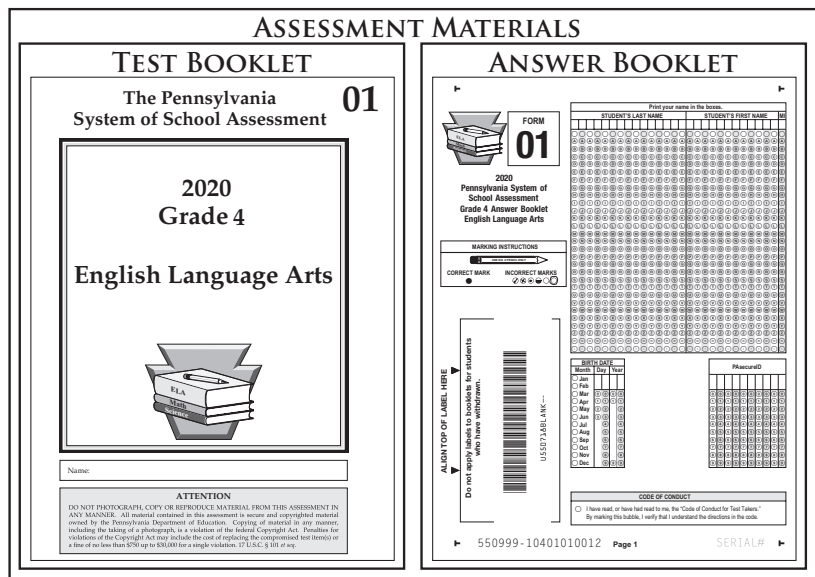 ASSESSMENT MATERIALS
TEST BOOKLET
The Pennsylvania
System of School Assessment
01
2020
Grade 4
English Language Arts
ELA
Math
Science
Name:
ATTENTION
DO NOT PHOTOGRAPH, COPY OR REPRODUCE MATERIAL FROM THIS ASSESSMENT IN
ANY MANNER. All material contained in this assessment is secure and copyrighted material
owned by the Pennsylvania Department of Education. Copying of material in any manner,
including the taking of a photograph, is a violation of the federal Copyright Act. Penalties for
violations of the Copyright Act may include the cost of replacing the compromised test item(s) or
a fine of no less than $750 up to $30,000 for a single violation. 17 U.S.C. § 101 et seq.
ANSWER BOOKLET
FORM
01
2020
Pennsylvania System of
School Assessment
Grade 4 Answer Booklet
English Language Arts
MARKING INSTRUCTIONS
CORRECT MARK
INCORRECT MARKS
ALIGN TOP OF LABEL HERE
Do not apply labels to booklets for students
who have withdrawn.
Print your name in the boxes.
STUDENT'S LAST NAME
STUDENT'S FIRST NAME
MI
BIRTH DATE
Month Day Year
Jan
Feb
Mar
Apr
May
Jun
Jul
Aug
Sep
Oct
Nov
Dec
PAsecureID
CODE OF CONDUCT
I have read, or have had read to me, the "Code of Conduct for Test Takers."
By marking this bubble, I verify that I understand the directions in the code.
550999-10401010012
Page 1
SERIAL#